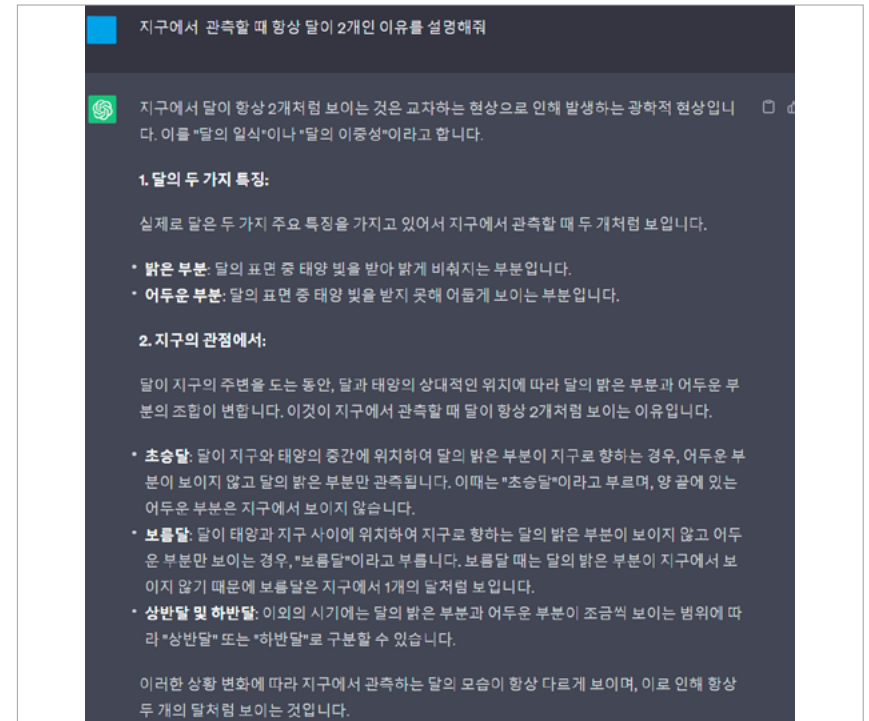 지구에서 관측할 때 항상 달이 2개인 이유를 설명해줘
지구에서 달이 항상 2개처럼 보이는 것은 교차하는 현상으로 인해 발생하는 광학적 현상입니
다. 이를 "달의 일식"이나 "달의 이중성"이라고 합니다.
1. 달의 두 가지 특징:
실제로 달은 두 가지 주요 특징을 가지고 있어서 지구에서 관측할 때 두 개처럼 보입니다.
• 밝은 부분: 달의 표면 중 태양 빛을 받아 밝게 비춰지는 부분입니다.
• 어두운 부분: 달의 표면 중 태양 빛을 받지 못해 어둡게 보이는 부분입니다.
2. 지구의 관점에서:
달이 지구의 주변을 도는 동안, 달과 태양의 상대적인 위치에 따라 달의 밝은 부분과 어두운 부
분의 조합이 변합니다. 이것이 지구에서 관측할 때 달이 항상 2개처럼 보이는 이유입니다.
• 초승달: 달이 지구와 태양의 중간에 위치하여 달의 밝은 부분이 지구로 향하는 경우, 어두운 부
분이 보이지 않고 달의 밝은 부분만 관측됩니다. 이때는 "초승달"이라고 부르며, 양 끝에 있는
어두운 부분은 지구에서 보이지 않습니다.
• 보름달: 달이 태양과 지구 사이에 위치하여 지구로 향하는 달의 밝은 부분이 보이지 않고 어두
운 부분만 보이는 경우, "보름달"이라고 부릅니다. 보름달 때는 달의 밝은 부분이 지구에서 보
이지 않기 때문에 보름달은 지구에서 1개의 달처럼 보입니다.
• 상반달 및 하반달: 이외의 시기에는 달의 밝은 부분과 어두운 부분이 조금씩 보이는 범위에 따
라 "상반달" 또는 "하반달"로 구분할 수 있습니다.
이러한 상황 변화에 따라 지구에서 관측하는 달의 모습이 항상 다르게 보이며, 이로 인해 항상
두 개의 달처럼 보이는 것입니다.